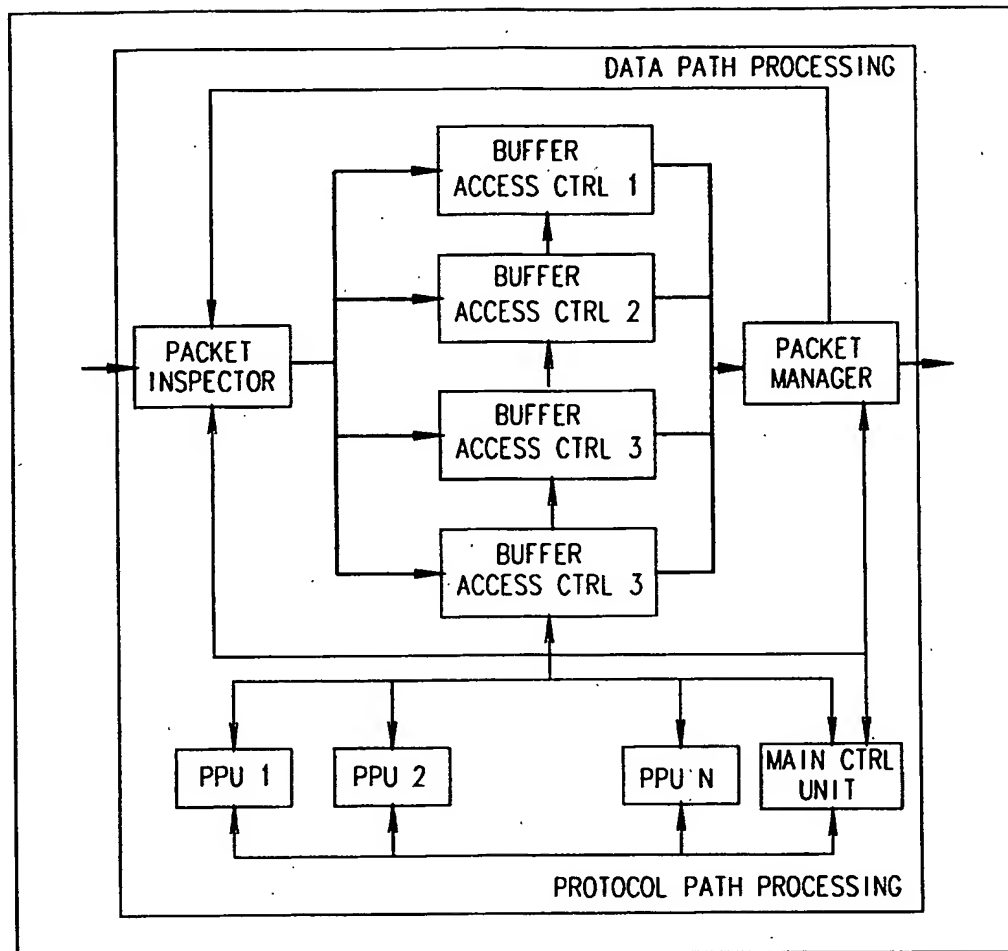 DATA PATH PROCESSING
BUFFER
ACCESS CTRL 1
BUFFER
ACCESS CTRL 2
PACKET
INSPECTOR
PACKET
MANAGER
BUFFER
ACCESS CTRL 3
BUFFER
ACCESS CTRL 3
PPU 1
PPU 2
PPU N
MAIN CTRL
UNIT
PROTOCOL PATH PROCESSING